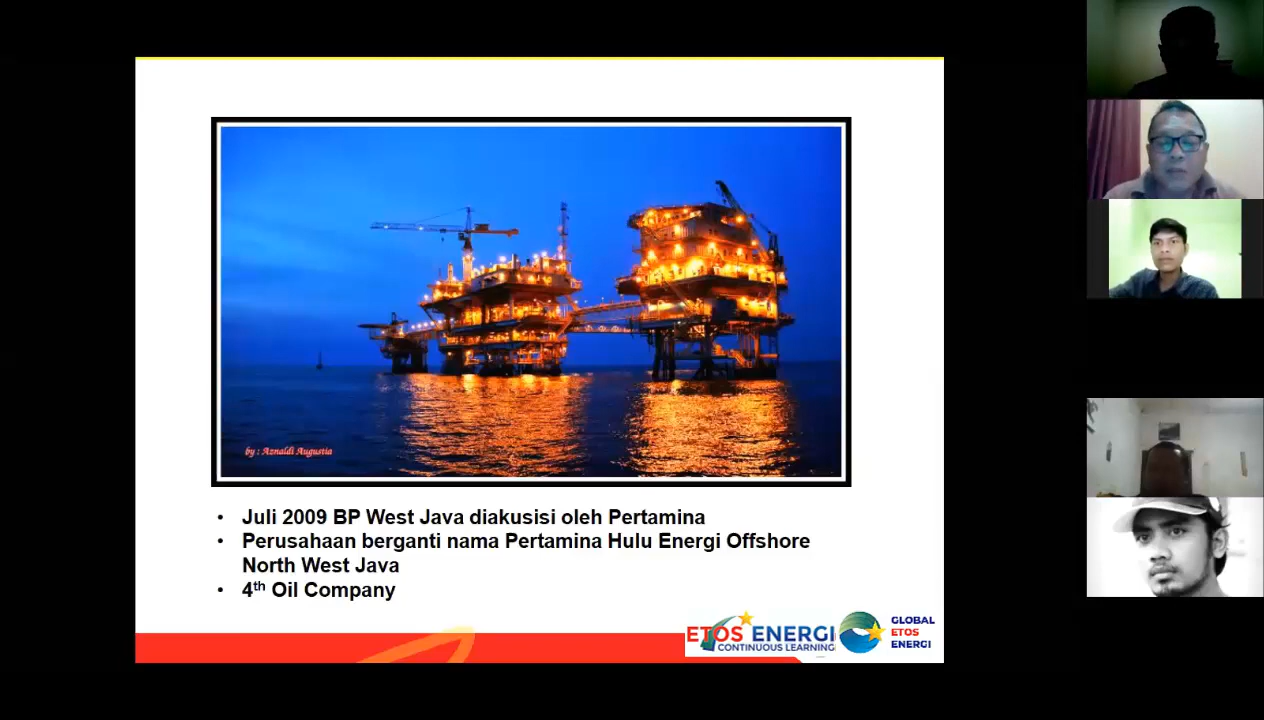 by : Aznaldi Augustia
• Juli 2009 BP West Java diakusisi oleh Pertamina
• Perusahaan berganti nama Pertamina Hulu Energi Offshore
North West Java
• 4th Oil Company
ETOS ENERGI
CONTINUOUS LEARNING
GLOBAL
ETOS
ENERGI